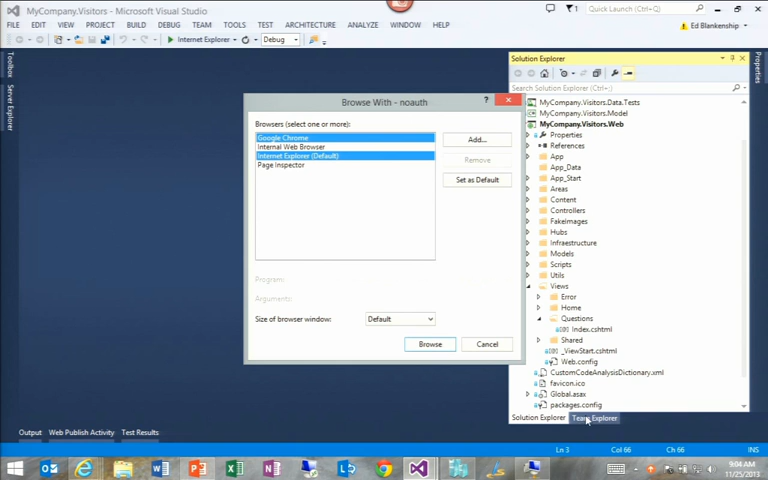 MyCompany.Visitors - Microsoft Visual Studio
1
Quick Launch (Ctrl+Q)
FILE EDIT VIEW PROJECT BUILD DEBUG TEAM TOOLS TEST ARCHITECTURE ANALYZE WINDOW HELP
Ed Blankenship
Internet Explorer
Debug
Toolbox
Server Explorer
Properties
Solution Explorer
Search Solution Explorer
MyCompany.Visitors.Data.Tests
MyCompany.Visitors.Model
MyCompany.Visitors.Web
Properties
References
App
App_Data
App_Start
Areas
Content
Controllers
FakeImages
Hubs
Infrastructure
Models
Scripts
Utils
Views
Error
Home
Questions
Index.cshtml
Shared
_ViewStart.cshtml
Web.config
CustomCodeAnalysisDictionary.xml
favicon.ico
Global.asax
packages.config
Solution Explorer
Team Explorer
Browse With - noauth
?
Browsers (select one or more):
Google Chrome
Internal Web Browser
Internet Explorer (Default)
Page Inspector
Add...
Remove
Set as Default
Program:
Arguments:
Size of browser window:
Default
Browse
Cancel
Output
Web Publish Activity
Test Results
Ln 3
Col 66
Ch 66
INS
9:04 AM
11/25/2013